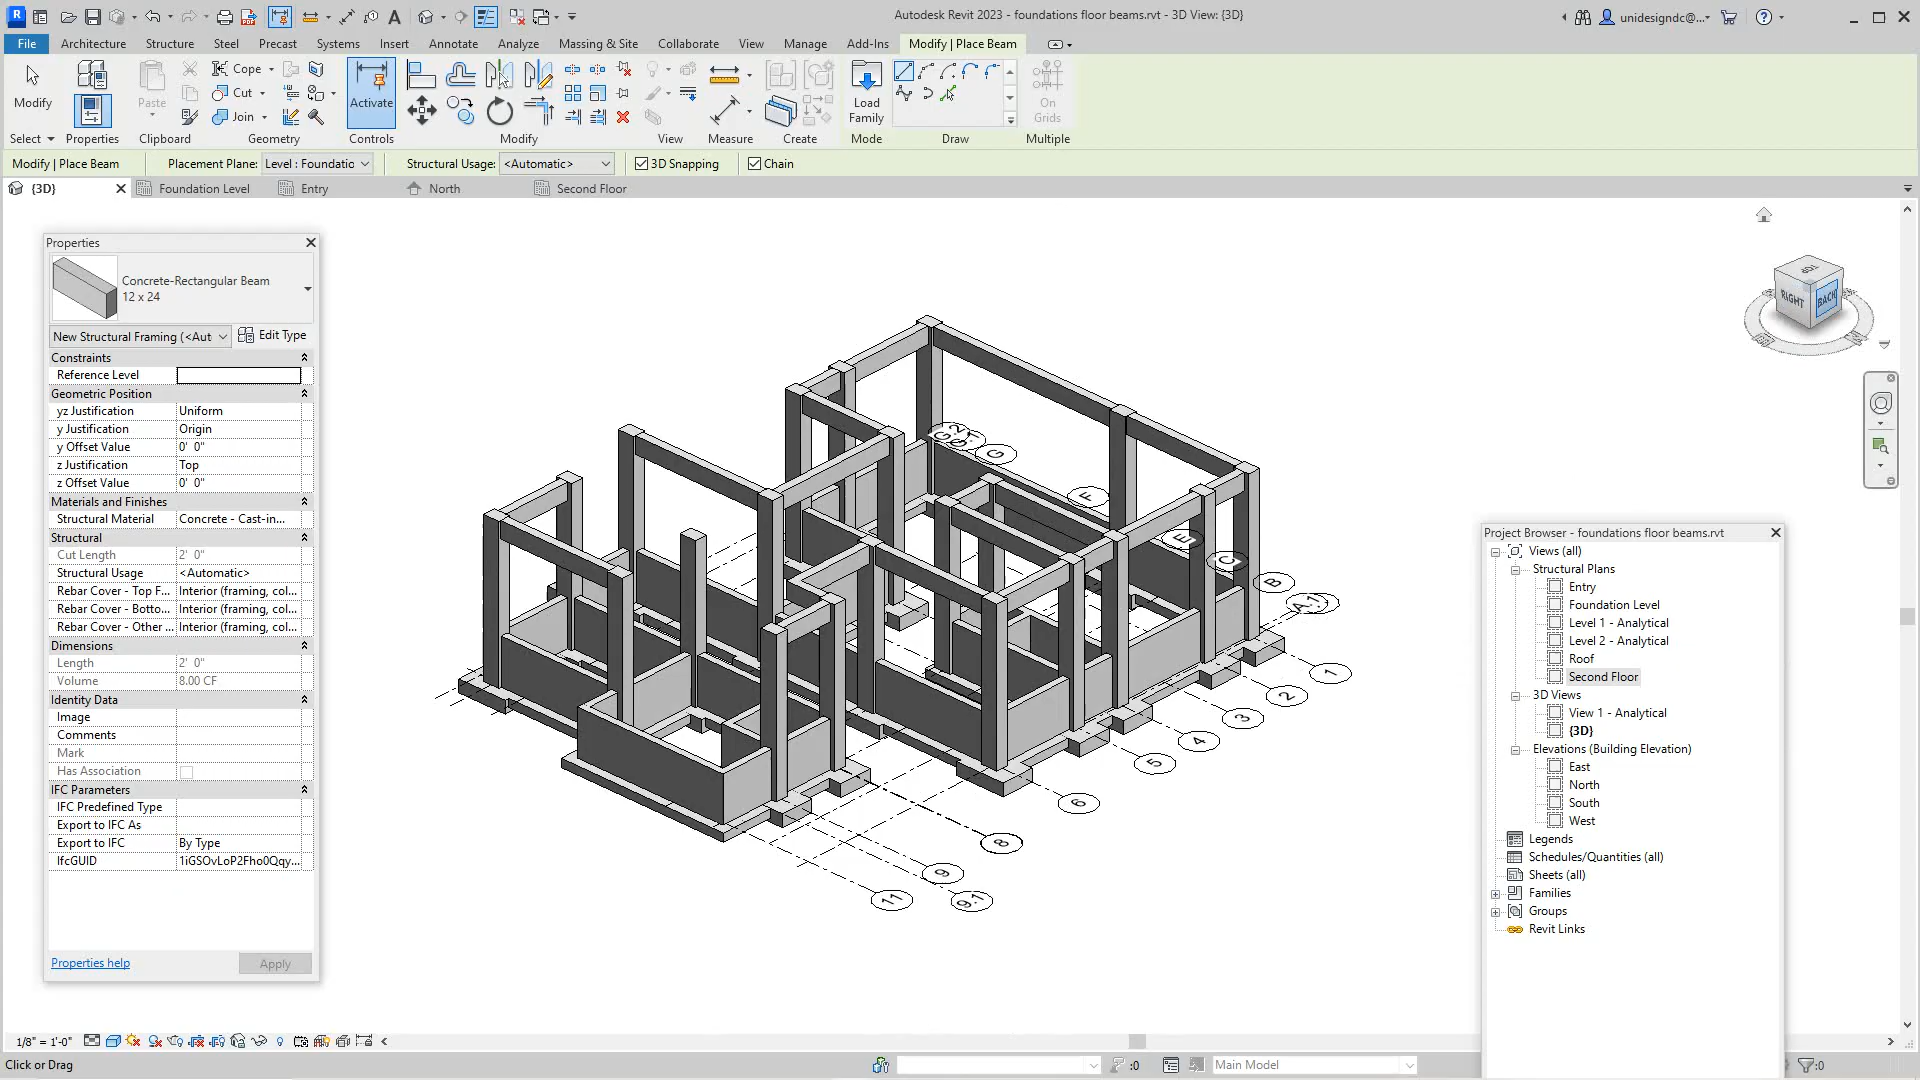 Autodesk Revit 2023 - foundations floor beams.rvt - 3D View: {3D}
unidesigndc@...
File Architecture Structure Steel Precast Systems Insert Annotate Analyze Massing & Site Collaborate View Manage Add-Ins Modify | Place Beam
Modify
Paste
Cope
Cut
Join
Activate
Load
Family
On
Grids
Select Properties Clipboard Geometry Controls Modify View Measure Create Mode Draw Multiple
Modify | Place Beam Placement Plane: Level : Foundatio Structural Usage: <Automatic> 3D Snapping Chain
{3D} Foundation Level Entry North Second Floor
Properties
Concrete-Rectangular Beam
12 x 24
New Structural Framing (<Aut Edit Type
Constraints
Reference Level
Geometric Position
yz Justification Uniform
y Justification Origin
y Offset Value 0' 0"
z Justification Top
z Offset Value 0' 0"
Materials and Finishes
Structural Material Concrete - Cast-in...
Structural
Cut Length 2' 0"
Structural Usage <Automatic>
Rebar Cover - Top F... Interior (framing, col...
Rebar Cover - Botto... Interior (framing, col...
Rebar Cover - Other ... Interior (framing, col...
Dimensions
Length 2' 0"
Volume 8.00 CF
Identity Data
Image
Comments
Mark
Has Association
IFC Parameters
IFC Predefined Type
Export to IFC As
Export to IFC By Type
IfcGUID 1iGSOvLoP2Fho0Qqy...
Properties help Apply
TOP
RIGHT BACK
G
F
E
C
B
A.1
1
2
3
4
5
6
8
9
9.1
11
Project Browser - foundations floor beams.rvt
Views (all)
Structural Plans
Entry
Foundation Level
Level 1 - Analytical
Level 2 - Analytical
Roof
Second Floor
3D Views
View 1 - Analytical
{3D}
Elevations (Building Elevation)
East
North
South
West
Legends
Schedules/Quantities (all)
Sheets (all)
Families
Groups
Revit Links
1/8" = 1'-0"
Click or Drag :0 Main Model :0